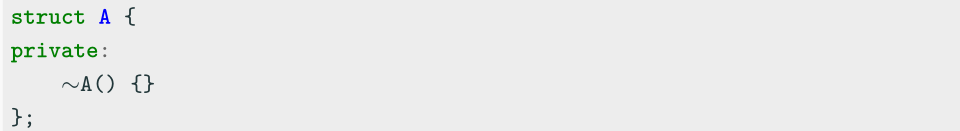 struct A {
private:
    ~A() {}
};